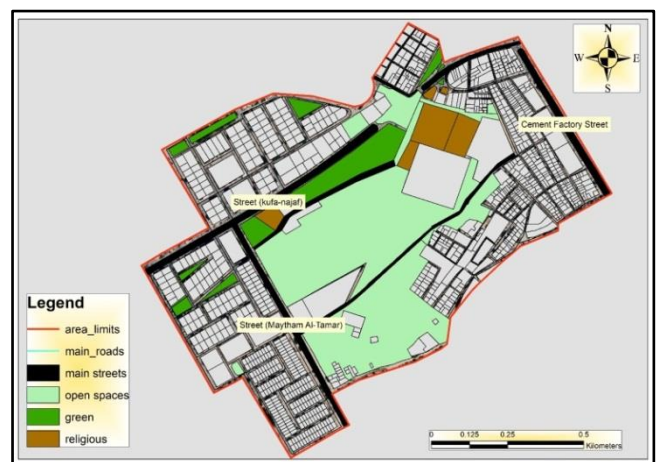 N
W E
S
Cement Factory Street
Street (kufa-najaf)
Street (Maytham Al-Tamar)
Legend
area_limits
main_roads
main streets
open spaces
green
religious
0 0.125 0.25 0.5
Kilometers